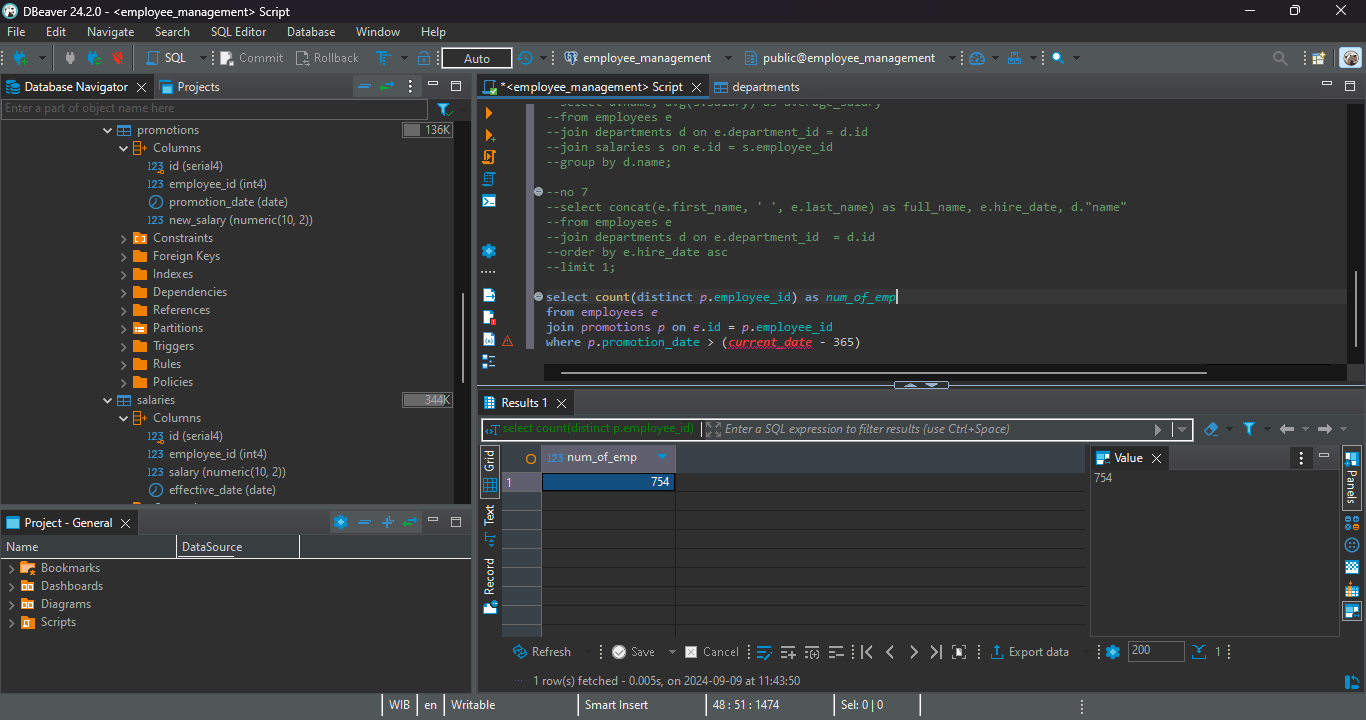 DBeaver 24.2.0 - <employee_management> Script
File Edit Navigate Search SQL Editor Database Window Help
SQL Commit Rollback Auto employee_management public@employee_management
Database Navigator Projects
Enter a part of object name here
promotions 136K
Columns
123 id (serial4)
123 employee_id (int4)
promotion_date (date)
123 new_salary (numeric(10, 2))
Constraints
Foreign Keys
Indexes
Dependencies
References
Partitions
Triggers
Rules
Policies
salaries 344K
Columns
123 id (serial4)
123 employee_id (int4)
123 salary (numeric(10, 2))
effective_date (date)
Project - General
Name DataSource
Bookmarks
Dashboards
Diagrams
Scripts
*<employee_management> Script departments
--select d.name, avg(s.salary) as average_salary
--from employees e
--join departments d on e.department_id = d.id
--join salaries s on e.id = s.employee_id
--group by d.name;
--no 7
--select concat(e.first_name, ' ', e.last_name) as full_name, e.hire_date, d."name"
--from employees e
--join departments d on e.department_id = d.id
--order by e.hire_date asc
--limit 1;
select count(distinct p.employee_id) as num_of_emp
from employees e
join promotions p on e.id = p.employee_id
where p.promotion_date > (current_date - 365)
Results 1
select count(distinct p.employee_id) Enter a SQL expression to filter results (use Ctrl+Space)
Grid
Text
Record
123 num_of_emp
1 754
Value
754
Panels
Refresh Save Cancel Export data 200 1
1 row(s) fetched - 0.005s, on 2024-09-09 at 11:43:50
WIB en Writable Smart Insert 48 : 51 : 1474 Sel: 0 | 0